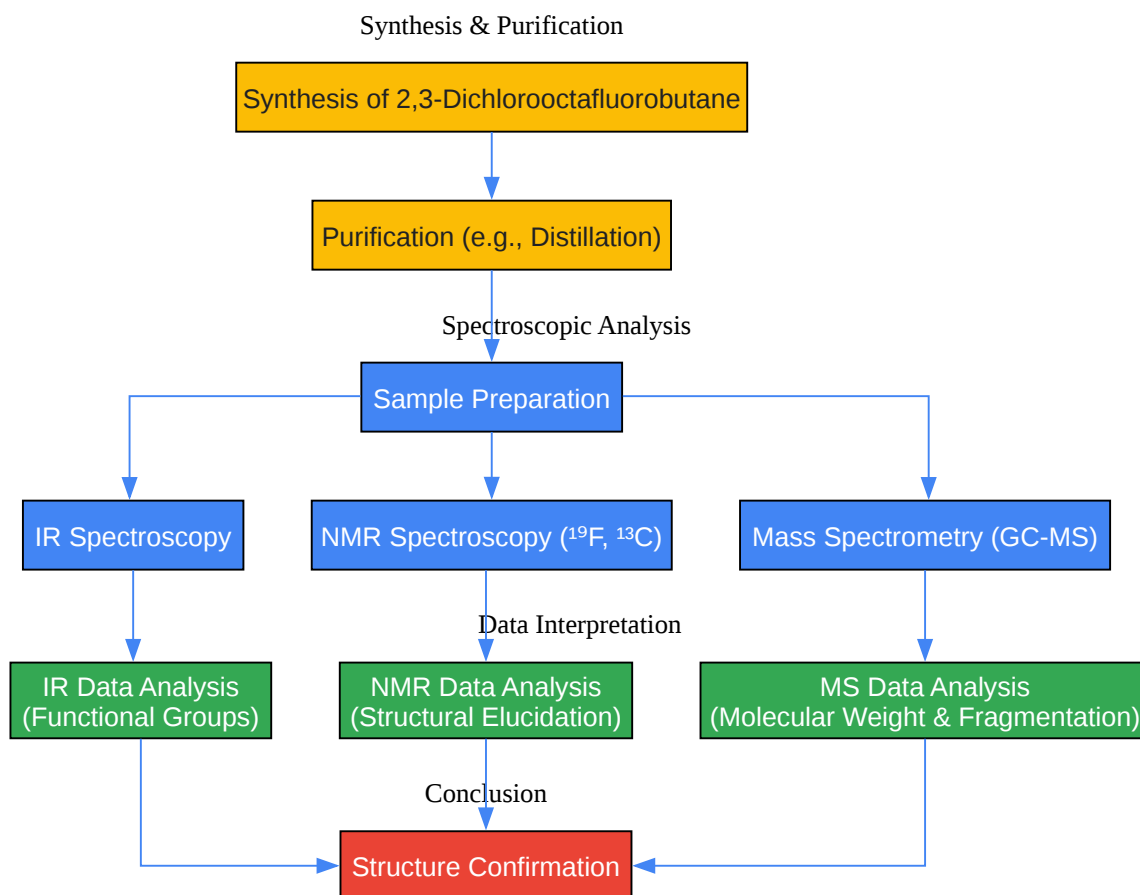 Synthesis & Purification
Synthesis of 2,3-Dichlorooctafluorobutane
Purification (e.g., Distillation)
Spectroscopic Analysis
Sample Preparation
IR Spectroscopy
NMR Spectroscopy (¹⁹F, ¹³C)
Mass Spectrometry (GC-MS)
Data Interpretation
IR Data Analysis
(Functional Groups)
NMR Data Analysis
(Structural Elucidation)
MS Data Analysis
(Molecular Weight & Fragmentation)
Conclusion
Structure Confirmation